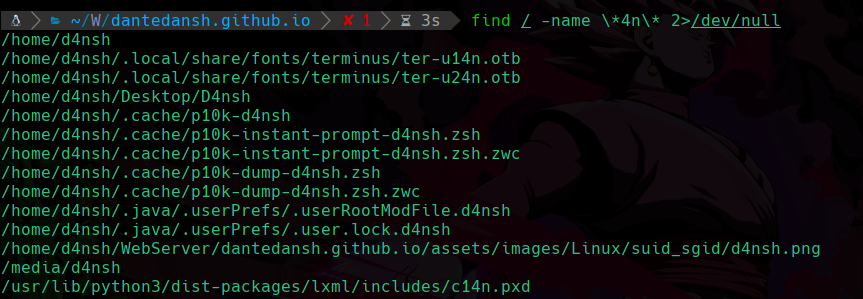 ~/W/dantedansh.github.io ✘ 1 3s find / -name \*4n\* 2>/dev/null
/home/d4nsh
/home/d4nsh/.local/share/fonts/terminus/ter-u14n.otb
/home/d4nsh/.local/share/fonts/terminus/ter-u24n.otb
/home/d4nsh/Desktop/D4nsh
/home/d4nsh/.cache/p10k-d4nsh
/home/d4nsh/.cache/p10k-instant-prompt-d4nsh.zsh
/home/d4nsh/.cache/p10k-instant-prompt-d4nsh.zsh.zwc
/home/d4nsh/.cache/p10k-dump-d4nsh.zsh
/home/d4nsh/.cache/p10k-dump-d4nsh.zsh.zwc
/home/d4nsh/.java/.userPrefs/.userRootModFile.d4nsh
/home/d4nsh/.java/.userPrefs/.user.lock.d4nsh
/home/d4nsh/WebServer/dantedansh.github.io/assets/images/Linux/suid_sgid/d4nsh.png
/media/d4nsh
/usr/lib/python3/dist-packages/lxml/includes/c14n.pxd